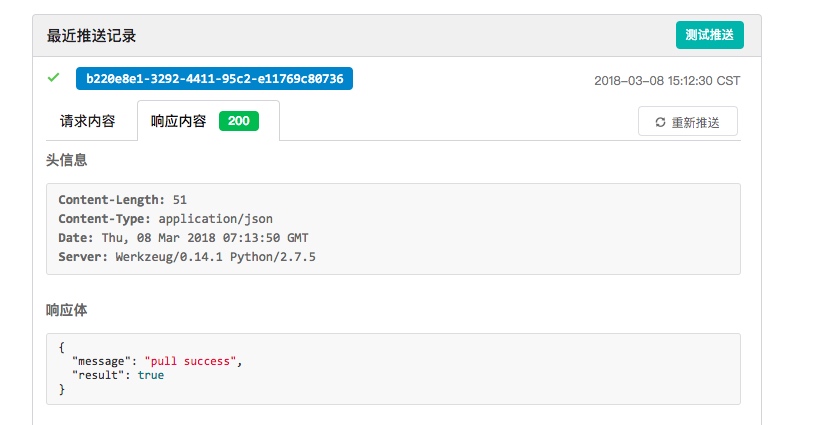 最近推送记录
测试推送
b220e8e1-3292-4411-95c2-e11769c80736
2018-03-08 15:12:30 CST
请求内容
响应内容 200
重新推送
头信息
Content-Length: 51
Content-Type: application/json
Date: Thu, 08 Mar 2018 07:13:50 GMT
Server: Werkzeug/0.14.1 Python/2.7.5
响应体
{
  "message": "pull success",
  "result": true
}